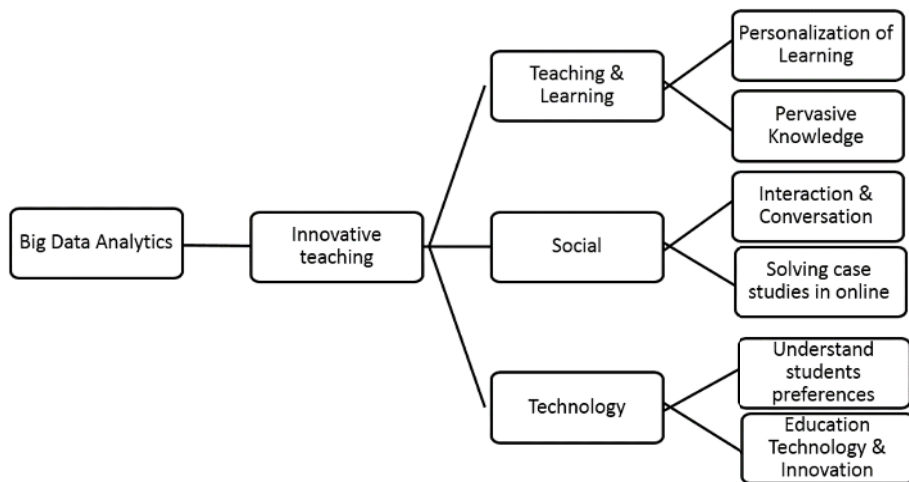 Personalization of
Learning
Teaching &
Learning
Pervasive
Knowledge
Interaction &
Conversation
Big Data Analytics
Innovative
teaching
Social
Solving case
studies in online
Understand
students
preferences
Technology
Education
Technology &
Innovation